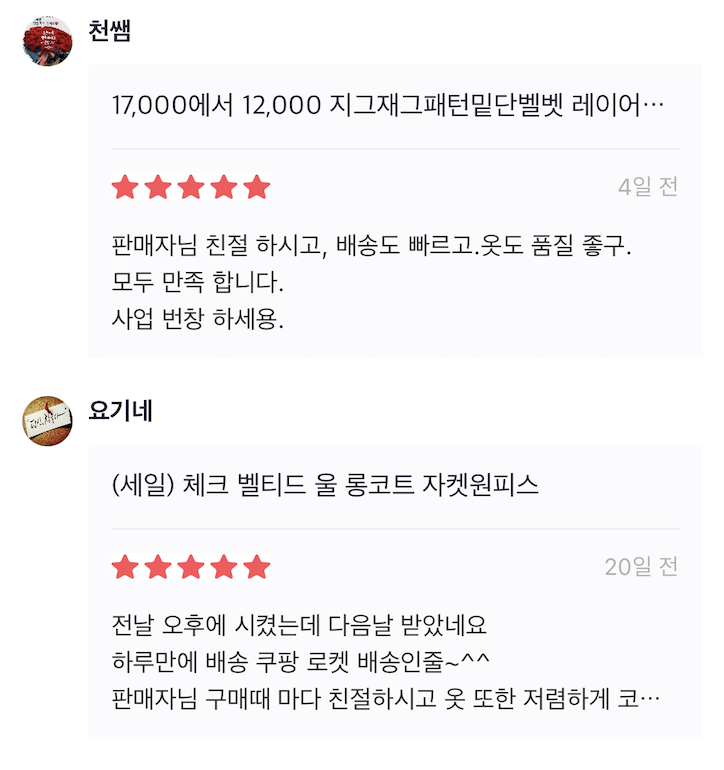 천쌤
17,000에서 12,000 지그재그패턴밑단벨벳 레이어…
4일 전
판매자님 친절 하시고, 배송도 빠르고.옷도 품질 좋구.
모두 만족 합니다.
사업 번창 하세용.
요기네
(세일) 체크 벨티드 울 롱코트 자켓원피스
20일 전
전날 오후에 시켰는데 다음날 받았네요
하루만에 배송 쿠팡 로켓 배송인줄~^^
판매자님 구매때 마다 친절하시고 옷 또한 저렴하게 코…